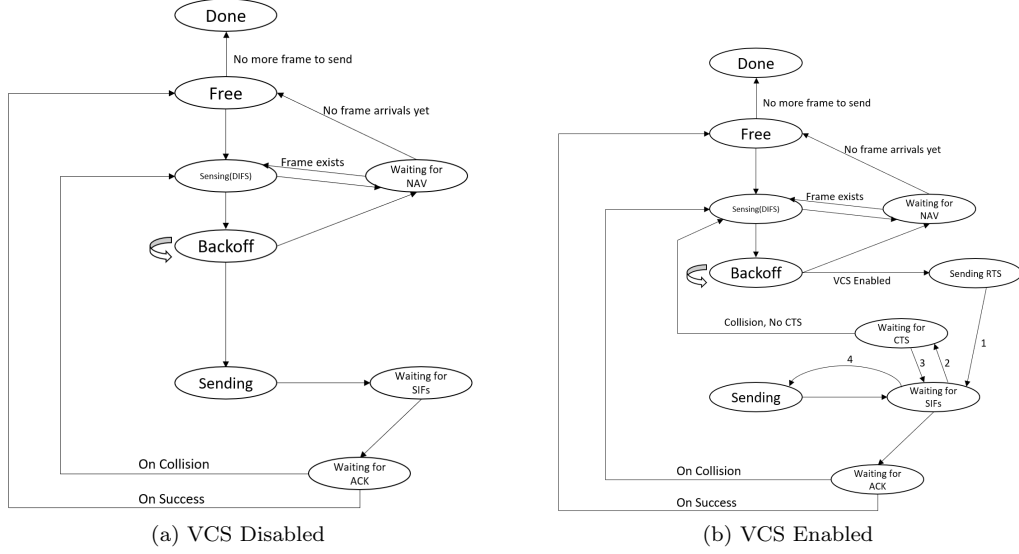 Done
No more frame to send
Free
No frame arrivals yet
Frame exists
Sensing(DIFS)
Waiting for
NAV
Backoff
Sending
Waiting for
SIFs
Waiting for
ACK
On Collision
On Success
(a) VCS Disabled
Done
No more frame to send
Free
No frame arrivals yet
Frame exists
Sensing(DIFS)
Waiting for
NAV
Backoff
VCS Enabled
Sending RTS
Collision, No CTS
Waiting for
CTS
1
3
2
4
Sending
Waiting for
SIFs
On Collision
Waiting for
ACK
On Success
(b) VCS Enabled